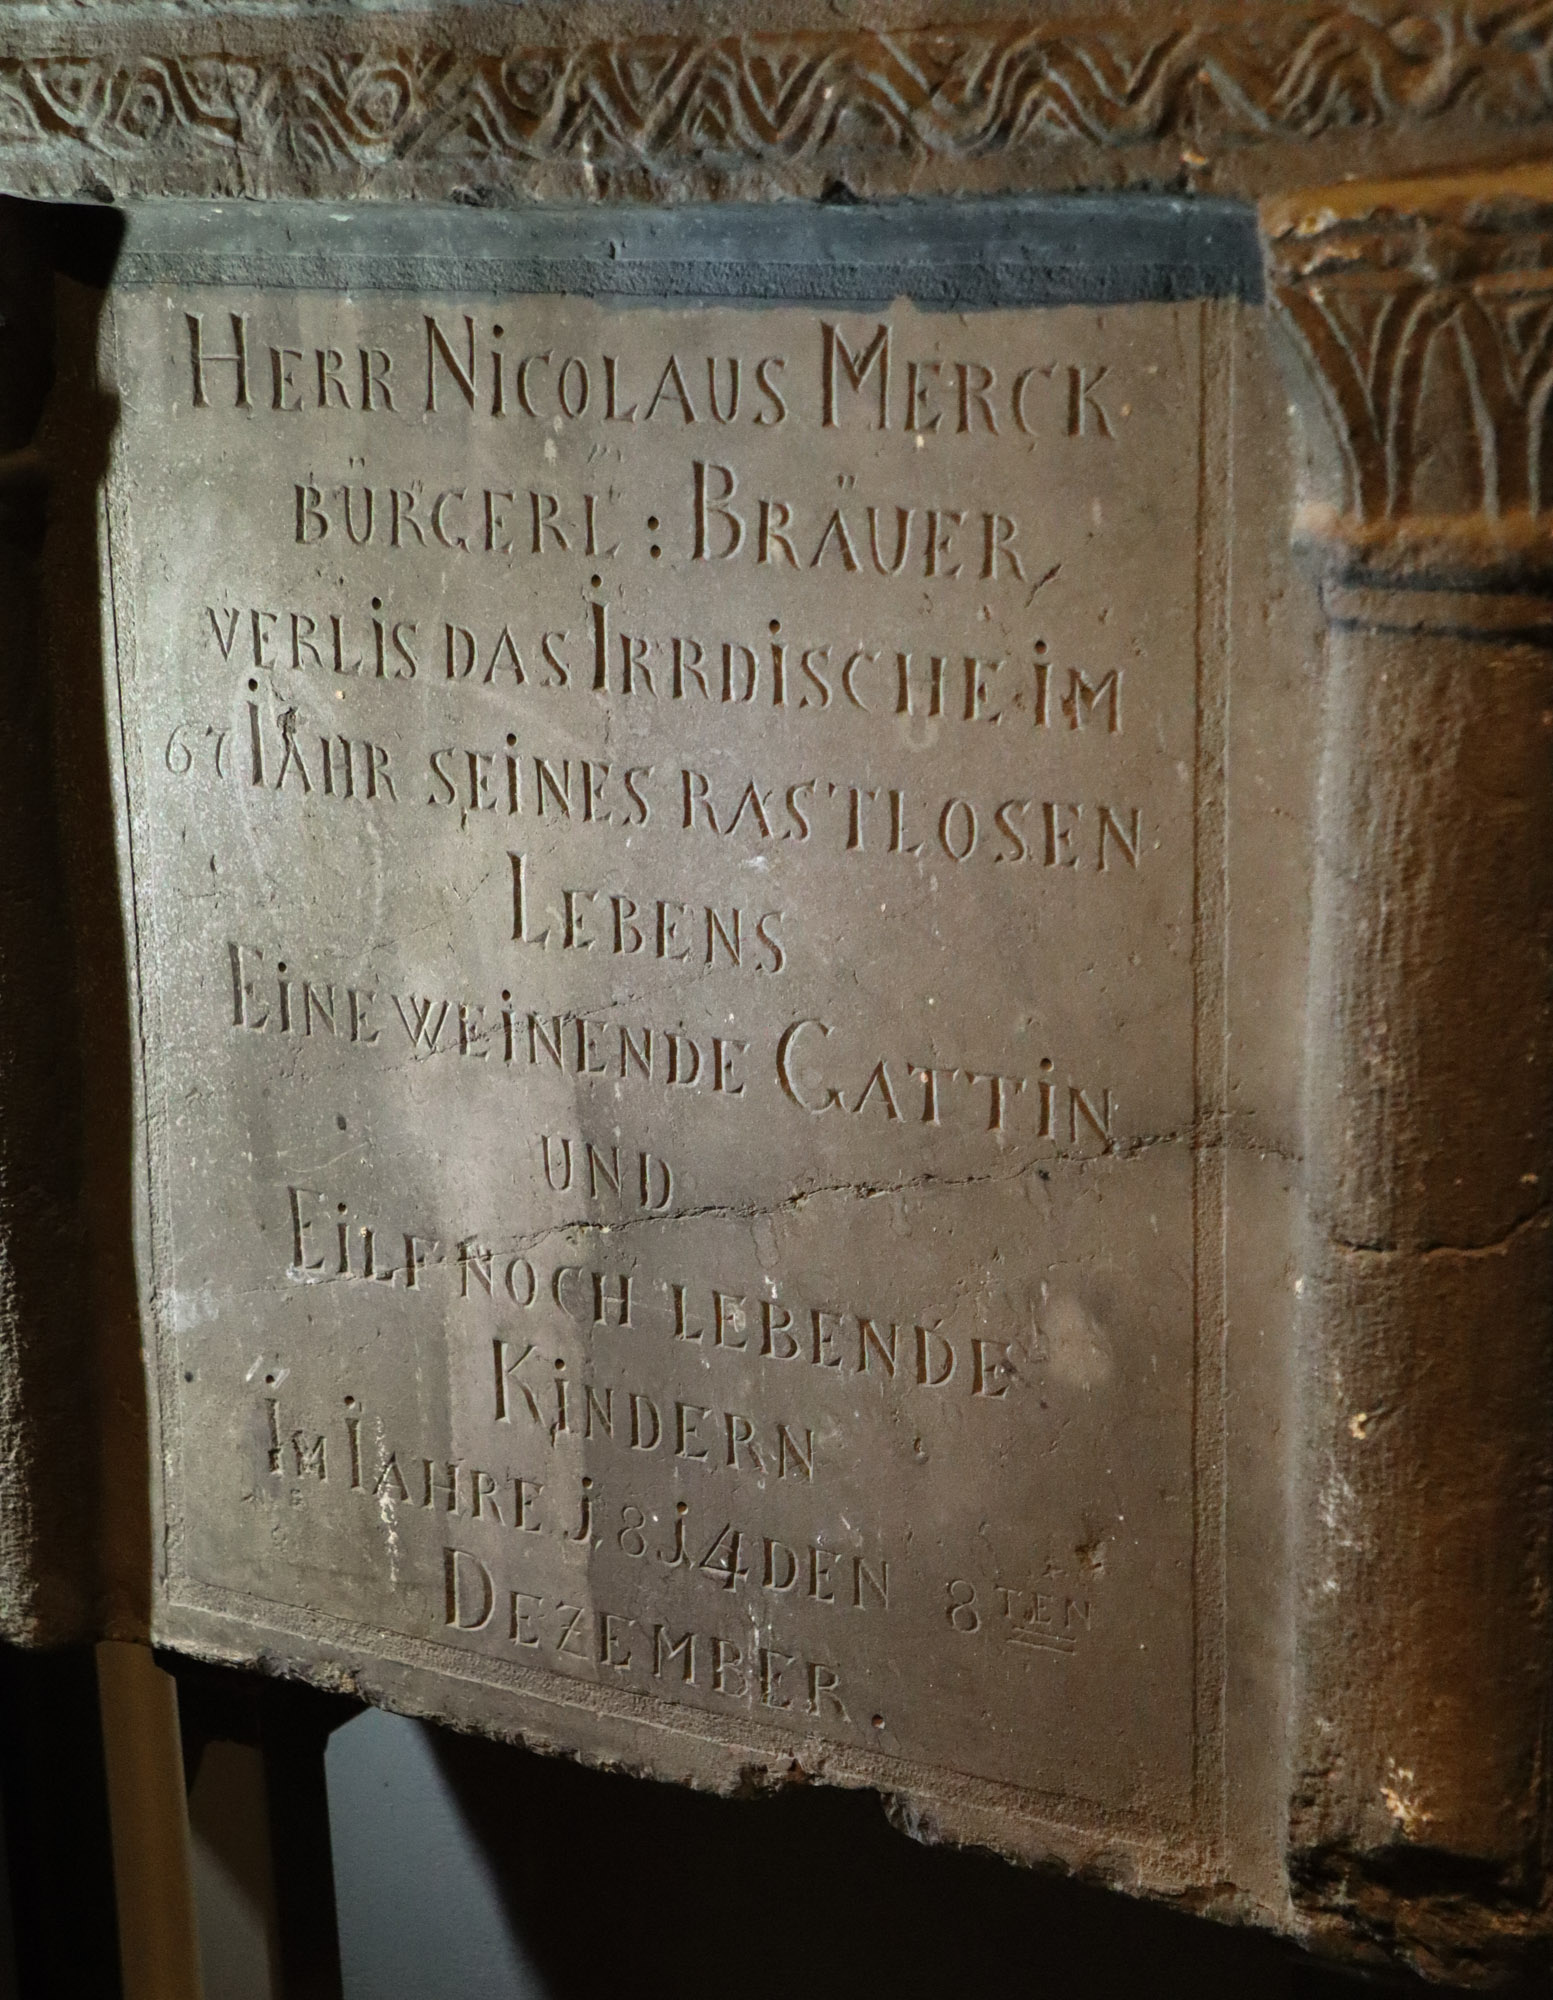 HERR NiCOLAUS MERCK
BÜRGERL : BRÄUER,
VERLiS DAS iRRDiSCHE iM
67 iAHR SEiNES RASTLOSEN
LEBENS
EiNE WEiNENDE GATTiN
UND
EiLF NOCH LEBENDE
KiNDERN
iM iAHRE j8j4 DEN 8TEN
DEZEMBER.